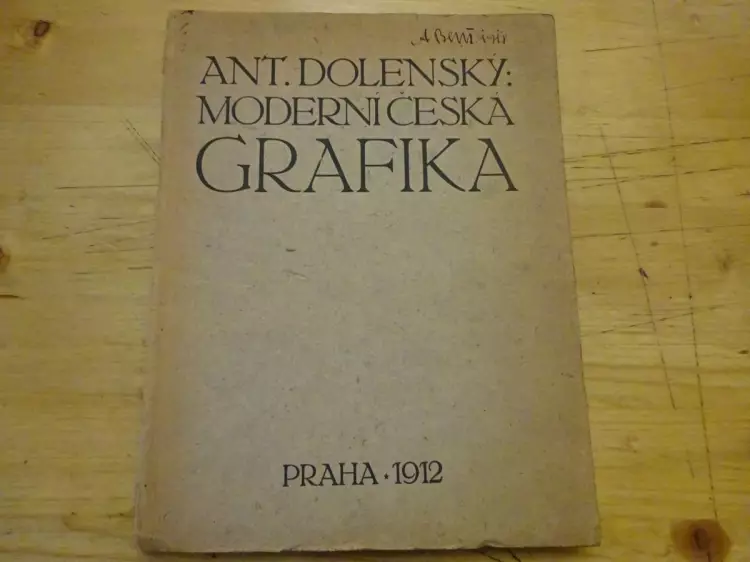 ANT. DOLENSKÝ:
MODERNÍ ČESKÁ
GRAFIKA
PRAHA · 1912